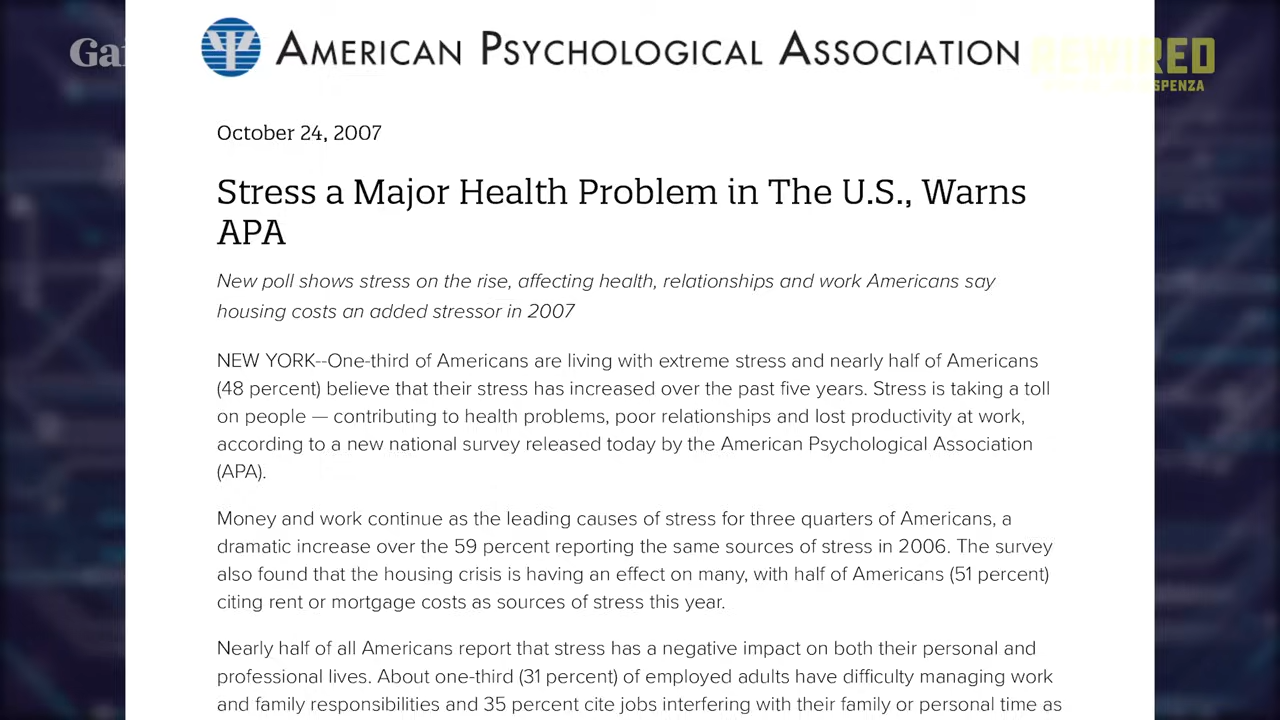 Gai
AMERICAN PSYCHOLOGICAL ASSOCIATION
REWIRED
SPENZA
October 24, 2007
Stress a Major Health Problem in The U.S., Warns
APA
New poll shows stress on the rise, affecting health, relationships and work Americans say
housing costs an added stressor in 2007
NEW YORK--One-third of Americans are living with extreme stress and nearly half of Americans
(48 percent) believe that their stress has increased over the past five years. Stress is taking a toll
on people — contributing to health problems, poor relationships and lost productivity at work,
according to a new national survey released today by the American Psychological Association
(APA).
Money and work continue as the leading causes of stress for three quarters of Americans, a
dramatic increase over the 59 percent reporting the same sources of stress in 2006. The survey
also found that the housing crisis is having an effect on many, with half of Americans (51 percent)
citing rent or mortgage costs as sources of stress this year.
Nearly half of all Americans report that stress has a negative impact on both their personal and
professional lives. About one-third (31 percent) of employed adults have difficulty managing work
and family responsibilities and 35 percent cite jobs interfering with their family or personal time as